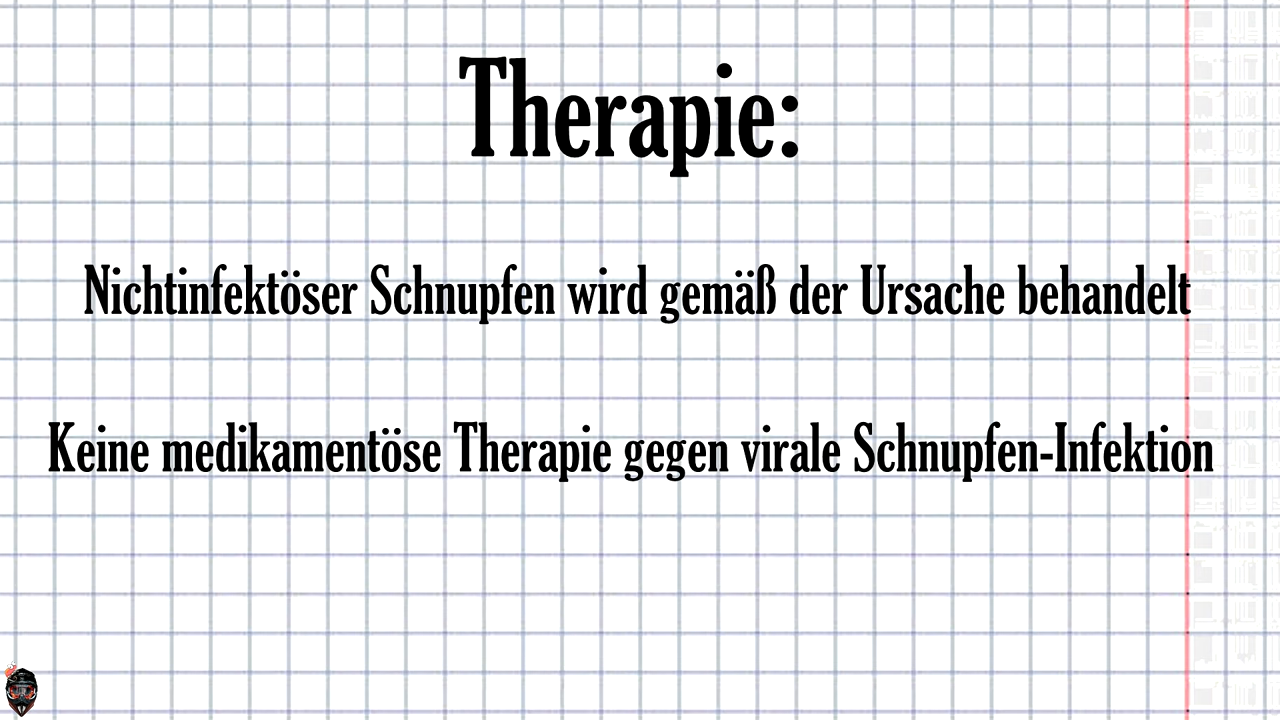 Therapie:
Nichtinfektöser Schnupfen wird gemäß der Ursache behandelt
Keine medikamentöse Therapie gegen virale Schnupfen-Infektion